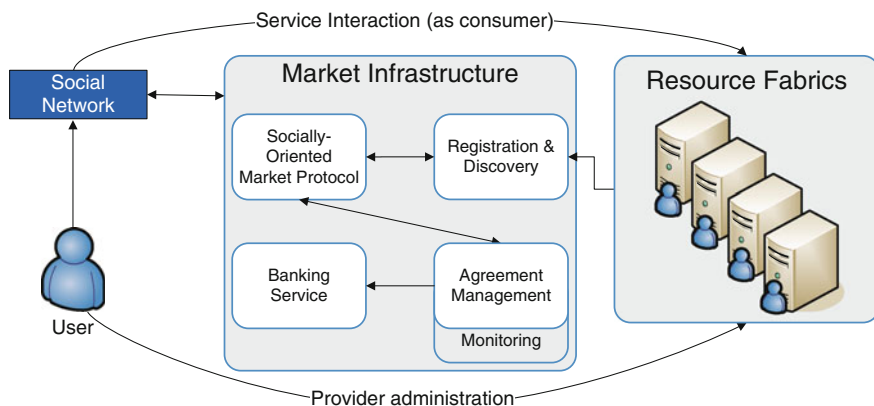 Service Interaction (as consumer)
Social
Network
Market Infrastructure
Resource Fabrics
Socially-
Oriented
Market Protocol
Registration &
Discovery
Banking
Service
Agreement
Management
Monitoring
User
Provider administration